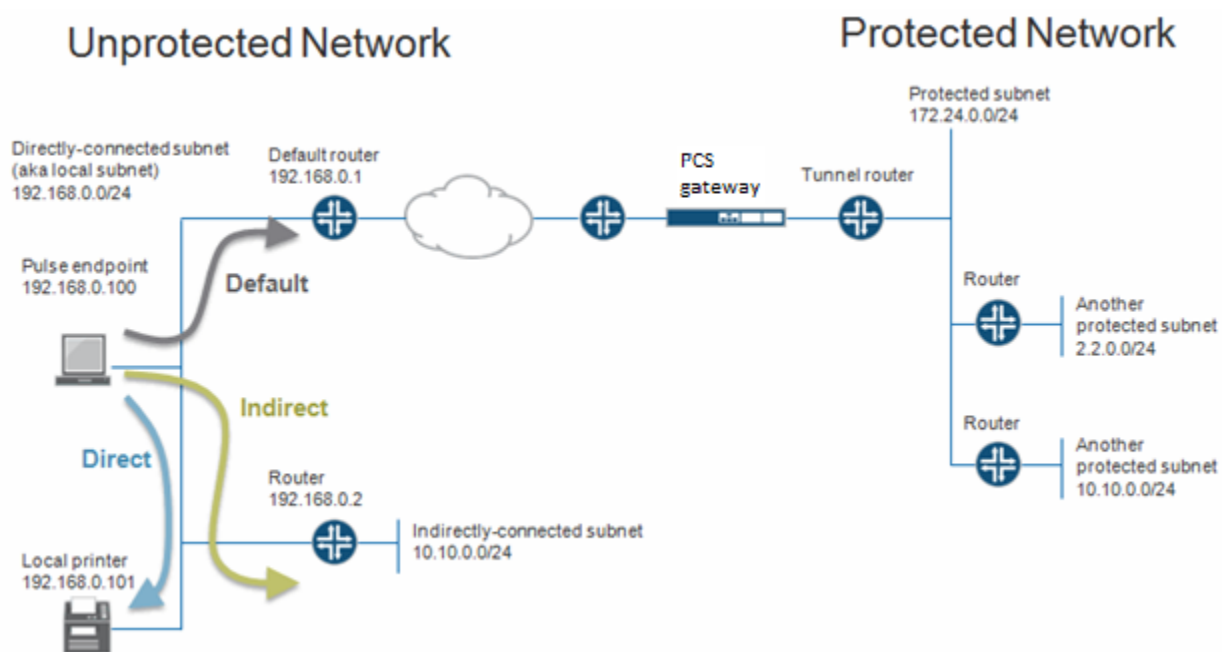 Unprotected Network
Protected Network
Protected subnet
172.24.0.0/24
Directly-connected subnet
(aka local subnet)
192.168.0.0/24
Default router
192.168.0.1
PCS
gateway
Tunnel router
Pulse endpoint
192.168.0.100
Default
Router
Another
protected subnet
2.2.0.0/24
Indirect
Direct
Router
Another
protected subnet
10.10.0.0/24
Router
192.168.0.2
Indirectly-connected subnet
10.10.0.0/24
Local printer
192.168.0.101